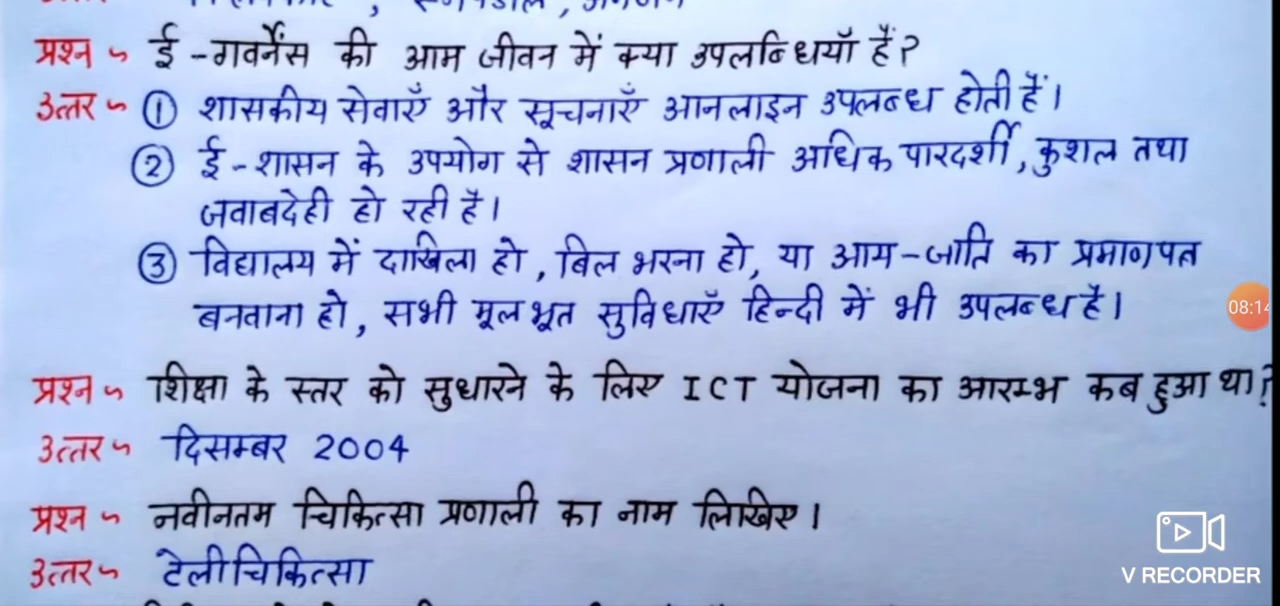 प्रश्न ई-गवर्नेंस की आम जीवन में क्या उपलब्धियाँ हैं?
उत्तर ① शासकीय सेवाएँ और सूचनाएँ आनलाइन उपलब्ध होती हैं।
② ई-शासन के उपयोग से शासन प्रणाली अधिक पारदर्शी, कुशल तथा
जवाबदेही हो रही है।
③ विद्यालय में दाखिला हो, बिल भरना हो, या आय-जाति का प्रमाणपत्र
बनवाना हो, सभी मूलभूत सुविधाएँ हिन्दी में भी उपलब्ध है।
08:14
प्रश्न शिक्षा के स्तर को सुधारने के लिए ICT योजना का आरम्भ कब हुआ था?
उत्तर दिसम्बर 2004
प्रश्न नवीनतम चिकित्सा प्रणाली का नाम लिखिए।
उत्तर टेलीचिकित्सा
V RECORDER